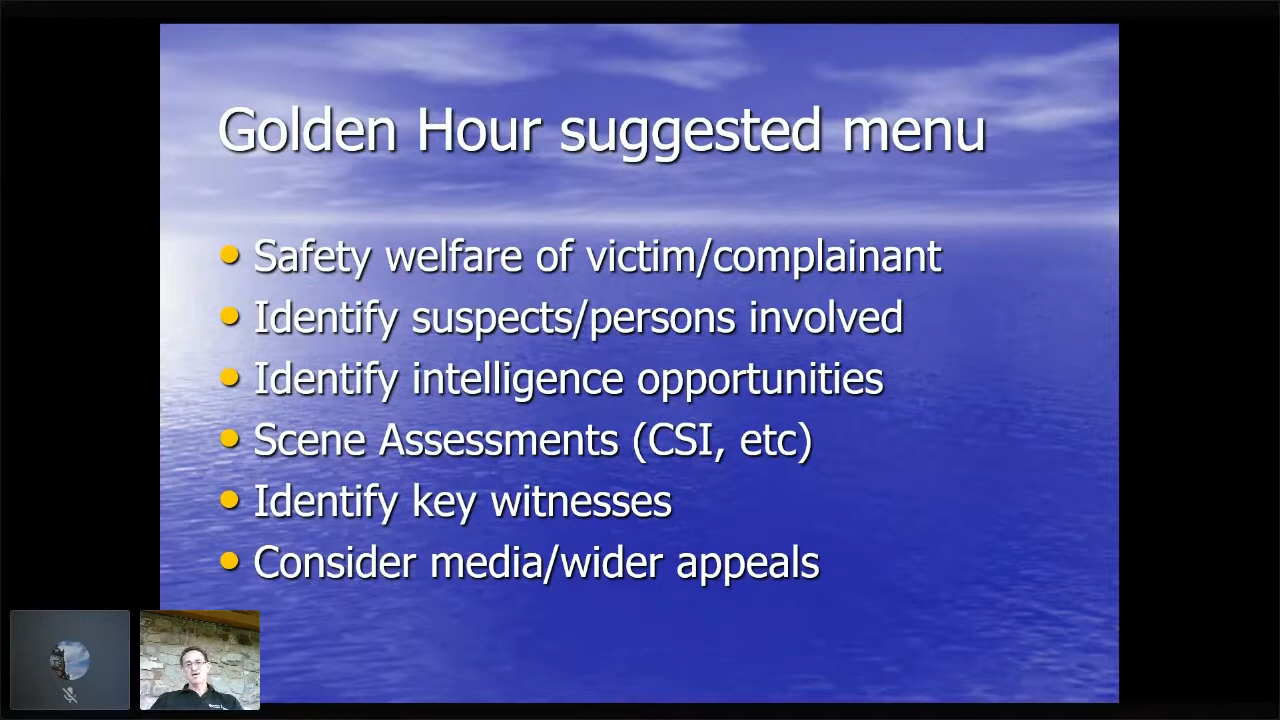 Golden Hour suggested menu
Safety welfare of victim/complainant
Identify suspects/persons involved
Identify intelligence opportunities
Scene Assessments (CSI, etc)
Identify key witnesses
Consider media/wider appeals